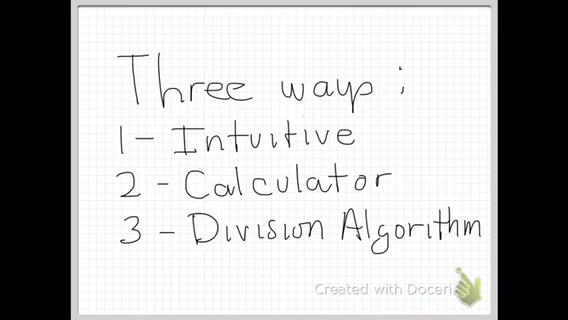 Three ways :
1 - Intuitive
2 - Calculator
3 - Division Algorithm
Created with Doceri